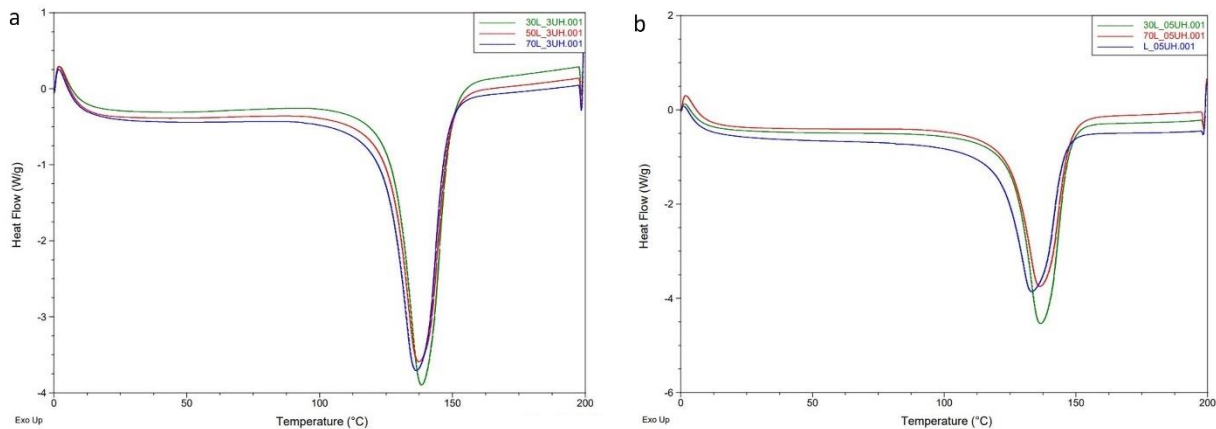 a
30L_3UH.001
50L_3UH.001
70L_3UH.001
1
0
-1
-2
-3
-4
Heat Flow (W/g)
0
50
100
150
200
Exo Up
Temperature (°C)
b
30L_05UH.001
70L_05UH.001
L_05UH.001
2
0
-2
-4
-6
Heat Flow (W/g)
0
50
100
150
200
Exo Up
Temperature (°C)